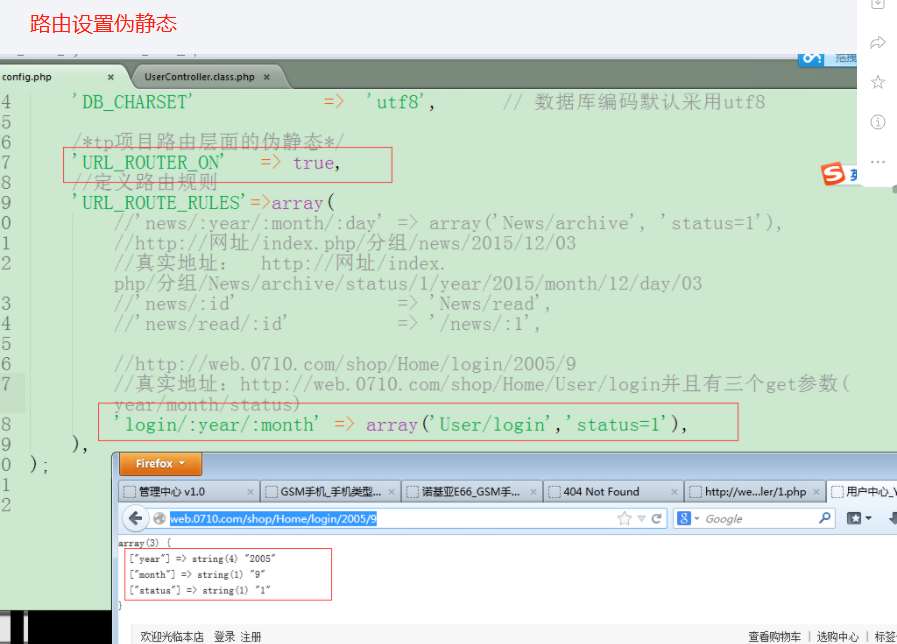 路由设置伪静态
config.php ×
UserController.class.php ×
拖拽
4 'DB_CHARSET' => 'utf8', // 数据库编码默认采用utf8
5
6 /*tp项目路由层面的伪静态*/
7 'URL_ROUTER_ON' => true,
8 //定义路由规则
9 'URL_ROUTE_RULES'=>array(
0 //'news/:year/:month/:day' => array('News/archive', 'status=1'),
1 //http://网址/index.php/分组/news/2015/12/03
2 //真实地址： http://网址/index.
php/分组/News/archive/status/1/year/2015/month/12/day/03
3 //'news/:id' => 'News/read',
4 //'news/read/:id' => '/news/:1',
5
6 //http://web.0710.com/shop/Home/login/2005/9
7 //真实地址：http://web.0710.com/shop/Home/User/login并且有三个get参数(
year/month/status)
8 'login/:year/:month' => array('User/login','status=1'),
9 ),
0 );
1
2
S 英
Firefox
管理中心 v1.0 ×
GSM手机_手机类型... ×
诺基亚E66_GSM手... ×
404 Not Found ×
http://we...ler/1.php ×
用户中心_V
web.0710.com/shop/Home/login/2005/9
8 Google
array(3) {
["year"] => string(4) "2005"
["month"] => string(1) "9"
["status"] => string(1) "1"
}
欢迎光临本店 登录 注册
查看购物车 | 选购中心 | 标签